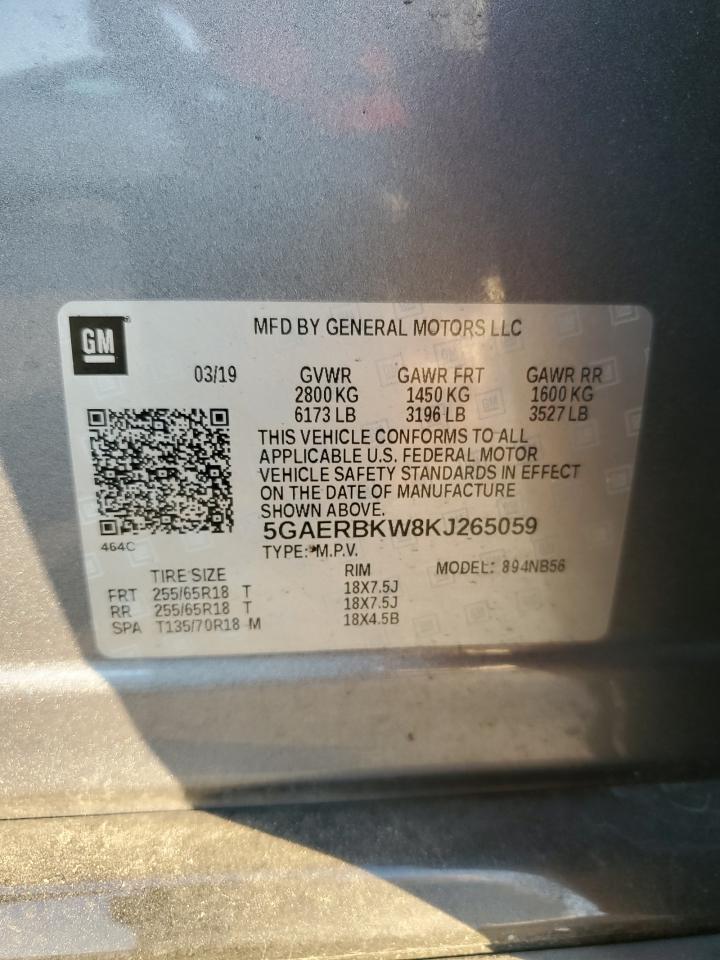 GM
MFD BY GENERAL MOTORS LLC
03/19 GVWR GAWR FRT GAWR RR
2800 KG 1450 KG 1600 KG
6173 LB 3196 LB 3527 LB
THIS VEHICLE CONFORMS TO ALL
APPLICABLE U.S. FEDERAL MOTOR
VEHICLE SAFETY STANDARDS IN EFFECT
ON THE DATE OF MANUFACTURE
SHOWN ABOVE.
5GAERBKW8KJ265059
464C
TYPE: M.P.V. MODEL: 894NB56
TIRE SIZE RIM
FRT 255/65R18 T 18X7.5J
RR 255/65R18 T 18X7.5J
SPA T135/70R18 M 18X4.5B